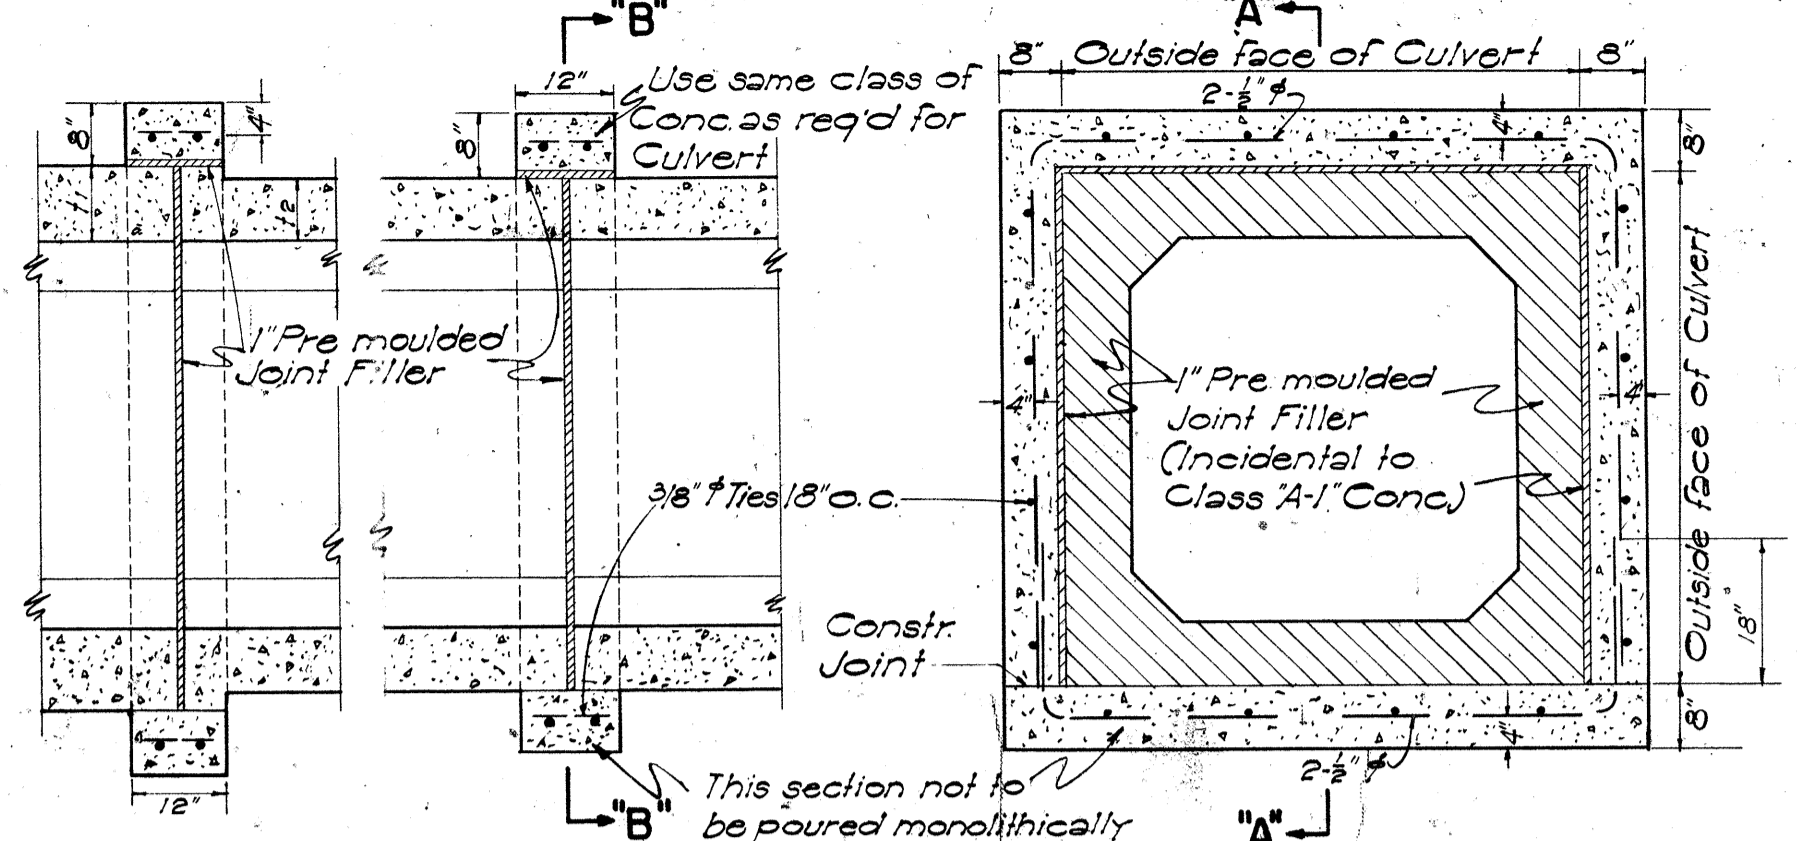 "B"
"A"
8" Outside face of Culvert 8"
12"
Use same class of
Conc. as req'd for
Culvert
2-½" ϕ
8"
4"
8"
4"
8"
1" Pre moulded
Joint Filler
1" Pre moulded
Joint Filler
(Incidental to
Class "A-1" Conc.)
4"
4"
Outside face of Culvert
3/8" ϕ Ties 18" o.c.
18"
Constr.
Joint
8"
4"
2-½" ϕ
12"
This section not to
be poured monolithically
"B"
"A"